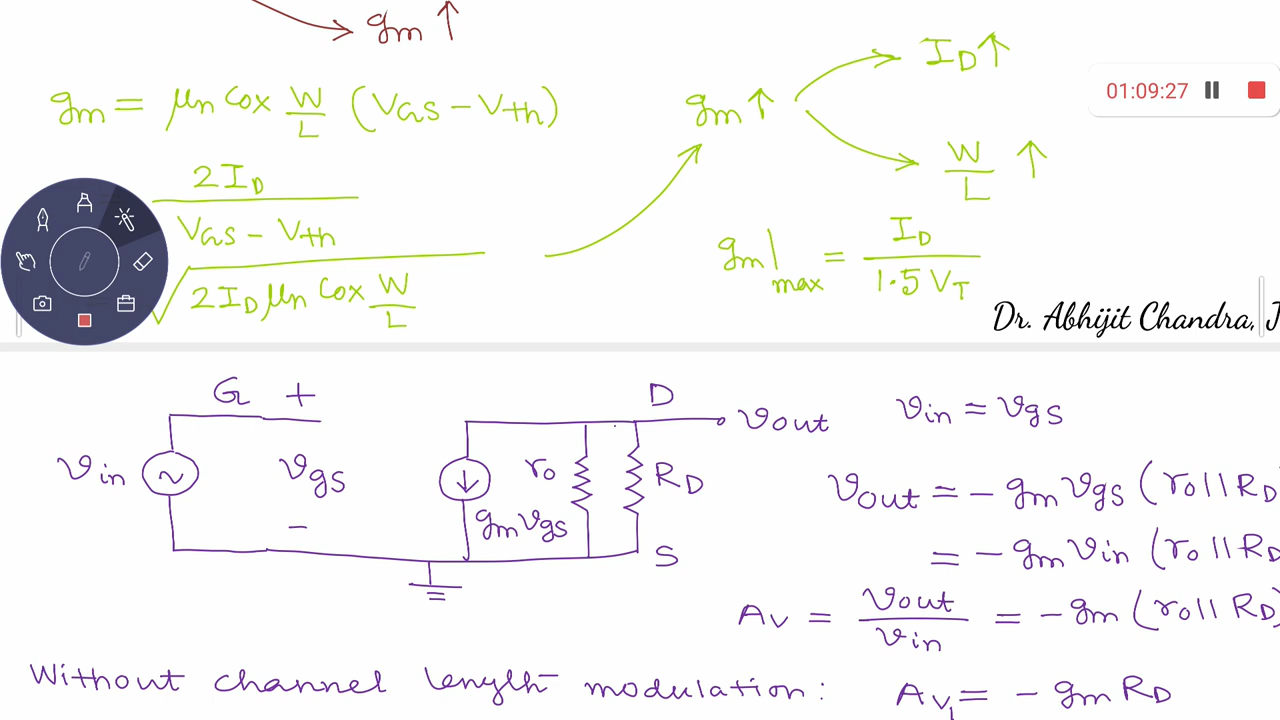 gm ↑
gm = μn Cox W/L (VGS - Vth)
2ID / VGS - Vth
√2ID μn Cox W/L
gm ↑
ID ↑
W/L ↑
gm|max = ID / 1.5 VT
01:09:27
Dr. Abhijit Chandra, J
G +
vin
vgs
-
gm vgs
ro
RD
D
S
vout
vin = vgs
vout = - gm vgs (ro || RD
= - gm vin (ro || RD
Av = vout / vin = - gm (ro || RD)
Without channel length modulation : Av1 = - gm RD